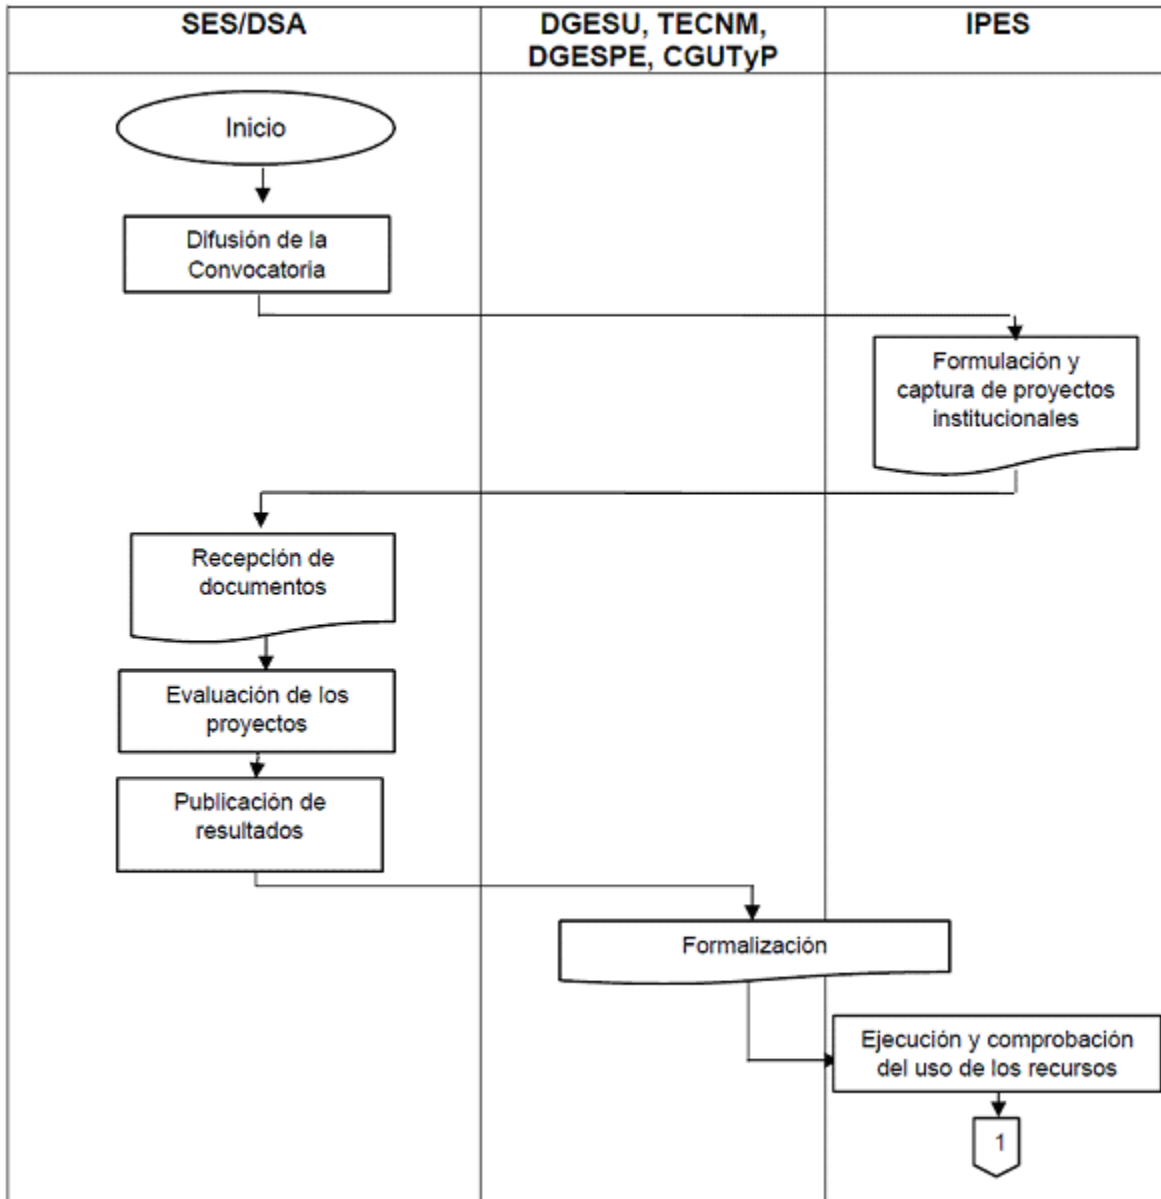 SES/DSA
DGESU, TECNM,
DGESPE, CGUTyP
IPES
Inicio
Difusión de la
Convocatoria
Formulación y
captura de proyectos
institucionales
Recepción de
documentos
Evaluación de los
proyectos
Publicación de
resultados
Formalización
Ejecución y comprobación
del uso de los recursos
1